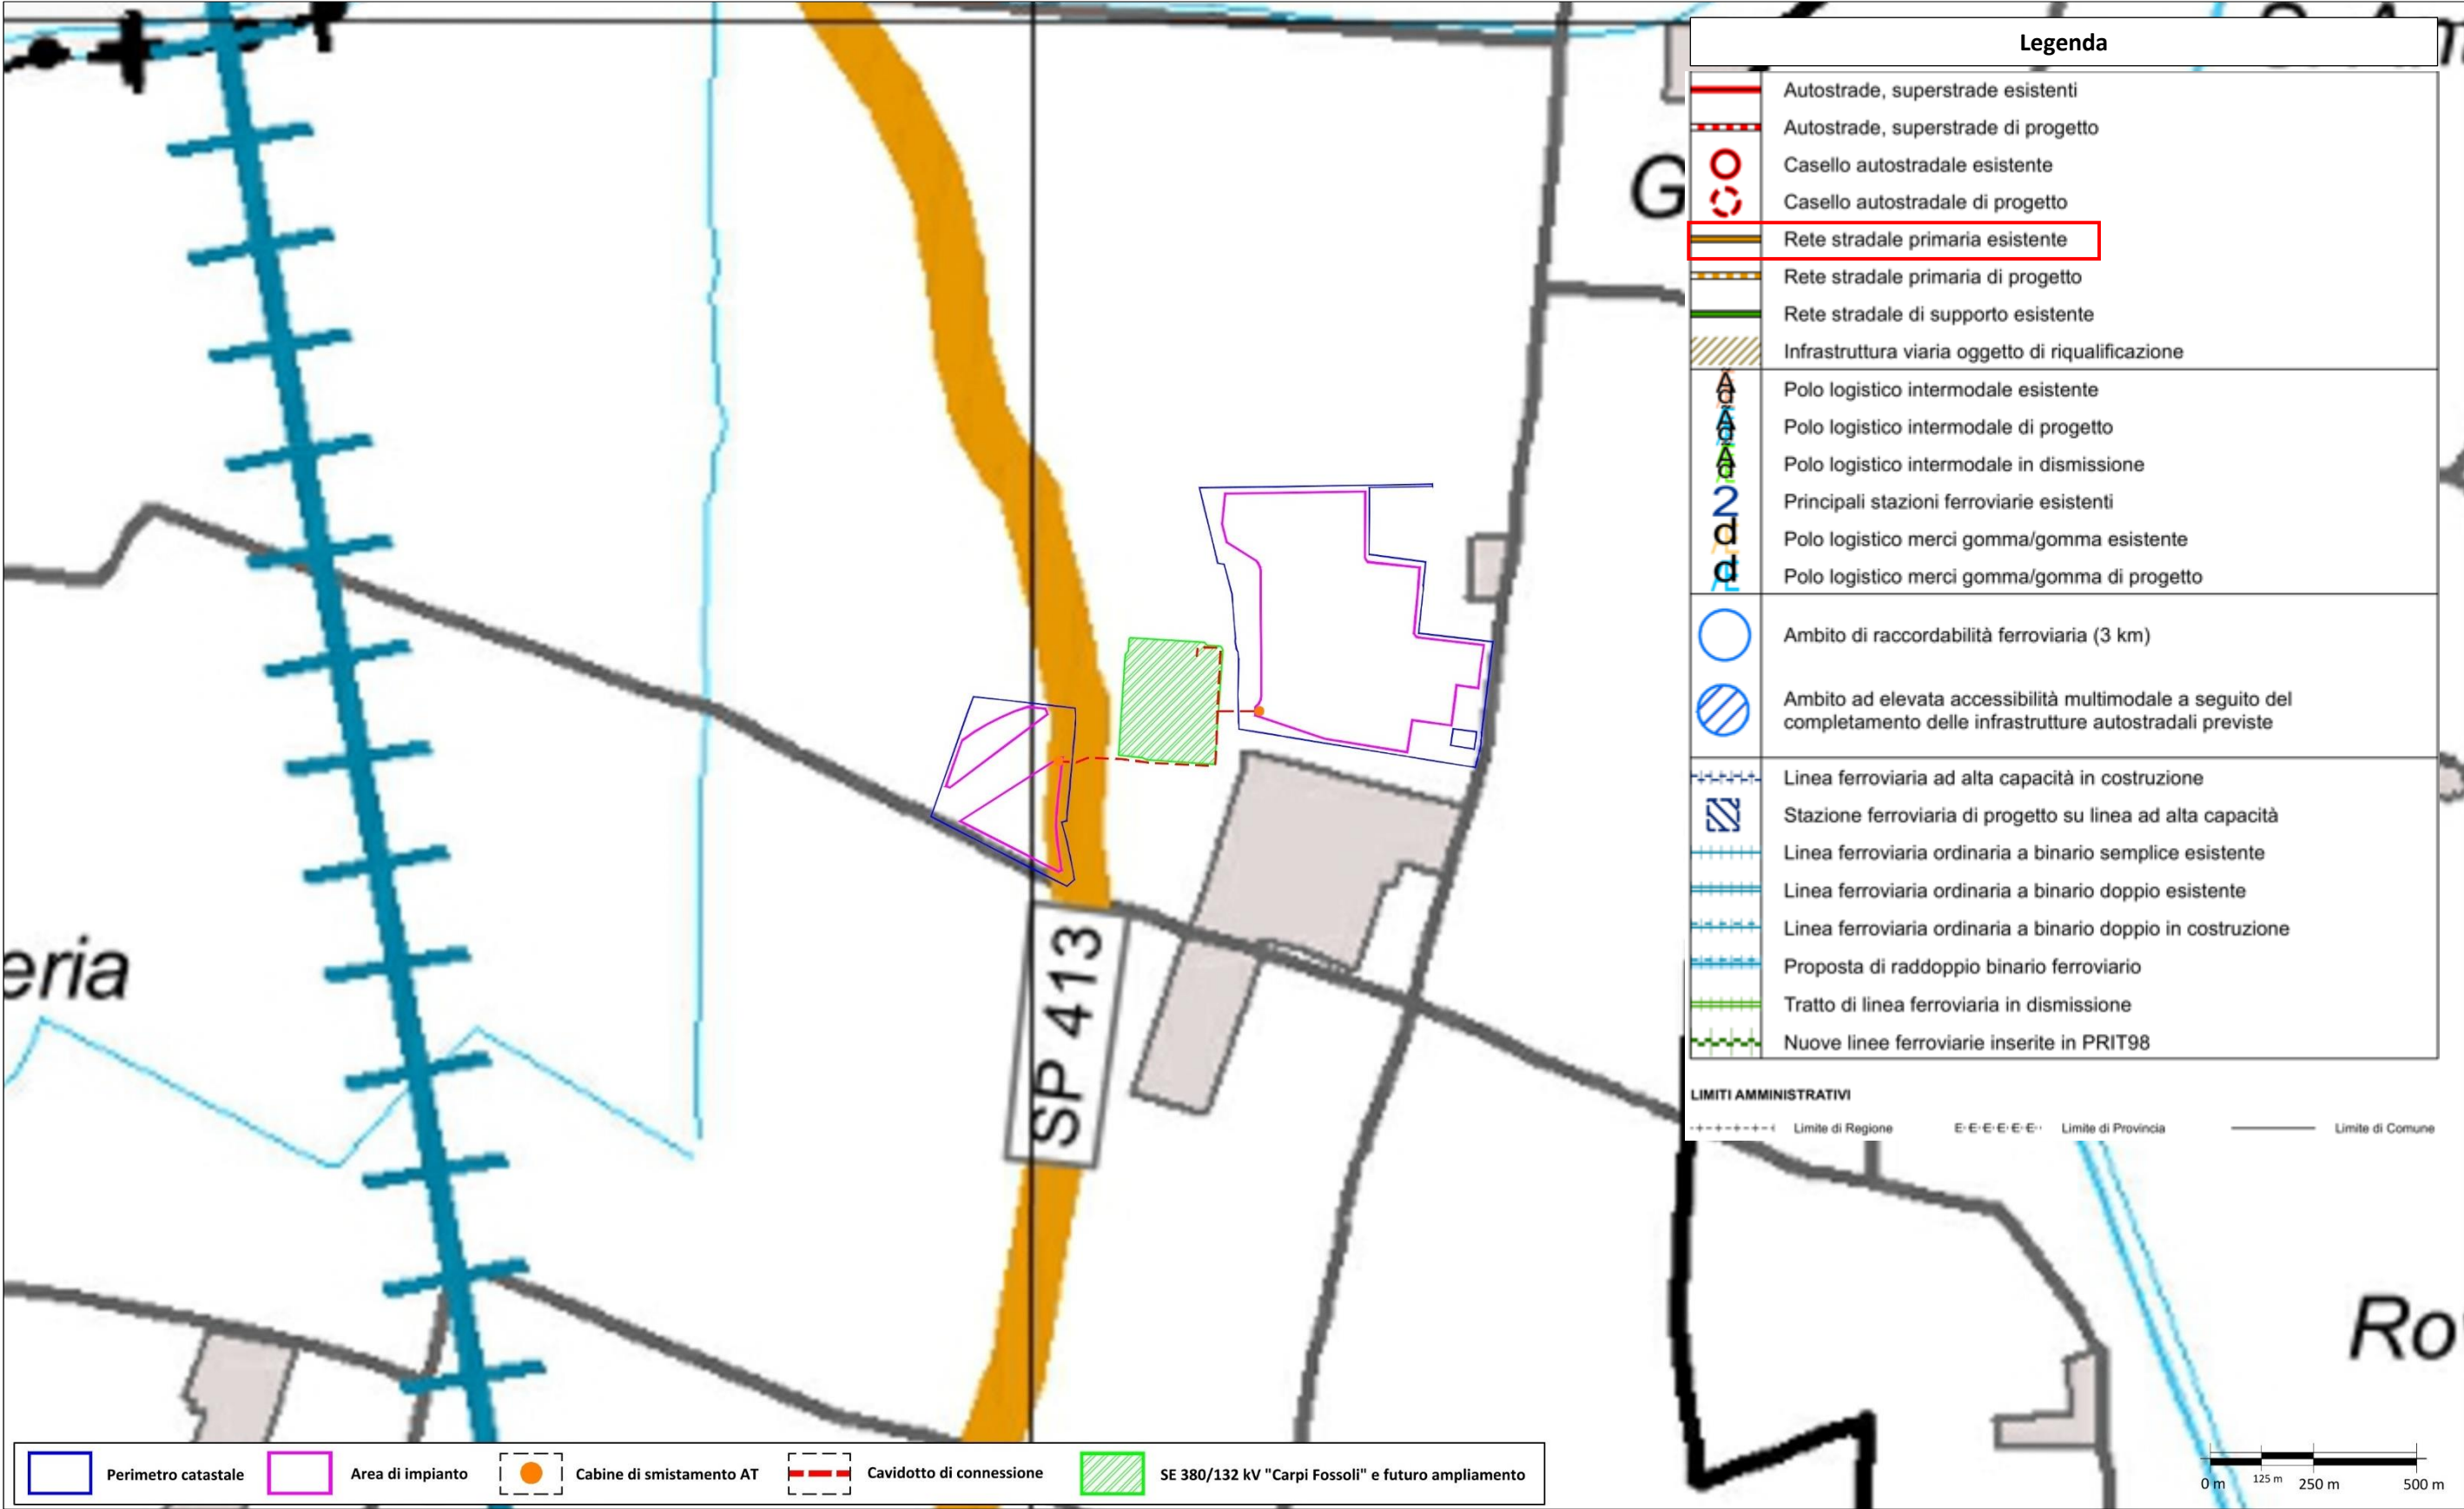 Legenda
Autostrade, superstrade esistenti
Autostrade, superstrade di progetto
Casello autostradale esistente
Casello autostradale di progetto
Rete stradale primaria esistente
Rete stradale primaria di progetto
Rete stradale di supporto esistente
Infrastruttura viaria oggetto di riqualificazione
Polo logistico intermodale esistente
Polo logistico intermodale di progetto
Polo logistico intermodale in dismissione
2 Principali stazioni ferroviarie esistenti
d Polo logistico merci gomma/gomma esistente
d Polo logistico merci gomma/gomma di progetto
Ambito di raccordabilità ferroviaria (3 km)
Ambito ad elevata accessibilità multimodale a seguito del
completamento delle infrastrutture autostradali previste
Linea ferroviaria ad alta capacità in costruzione
Stazione ferroviaria di progetto su linea ad alta capacità
Linea ferroviaria ordinaria a binario semplice esistente
Linea ferroviaria ordinaria a binario doppio esistente
Linea ferroviaria ordinaria a binario doppio in costruzione
Proposta di raddoppio binario ferroviario
Tratto di linea ferroviaria in dismissione
Nuove linee ferroviarie inserite in PRIT98
LIMITI AMMINISTRATIVI
Limite di Regione E·E·E·E·E·E·· Limite di Provincia Limite di Comune
G
eria
SP 413
Ro
Perimetro catastale
Area di impianto
Cabine di smistamento AT
Cavidotto di connessione
SE 380/132 kV "Carpi Fossoli" e futuro ampliamento
0 m 125 m 250 m 500 m